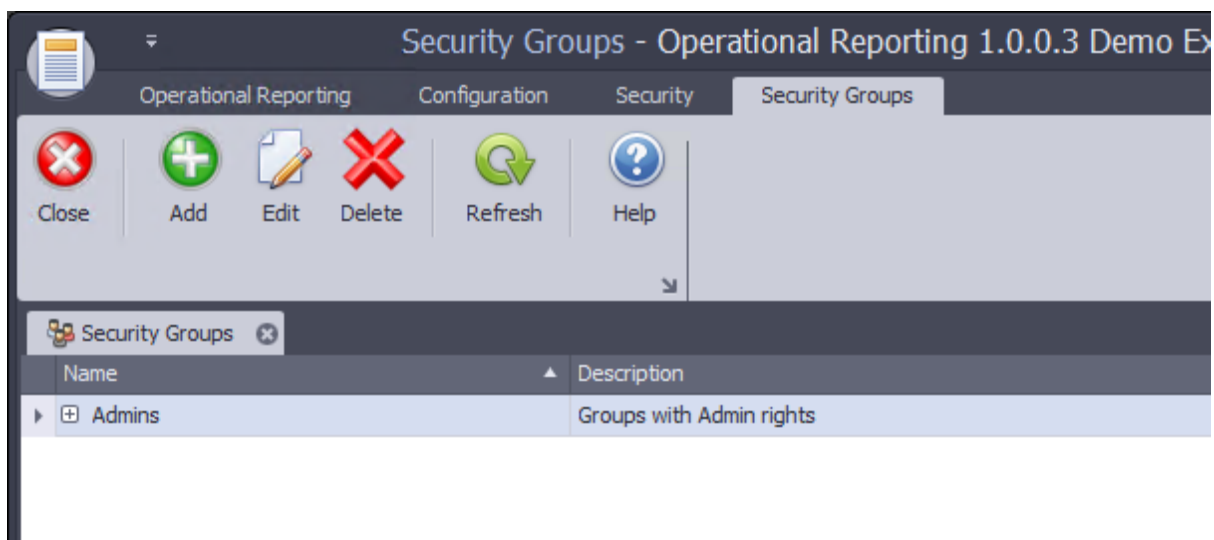 Security Groups - Operational Reporting 1.0.0.3 Demo Ex
Operational Reporting Configuration Security Security Groups
Close Add Edit Delete Refresh Help
Security Groups
Name Description
Admins Groups with Admin rights